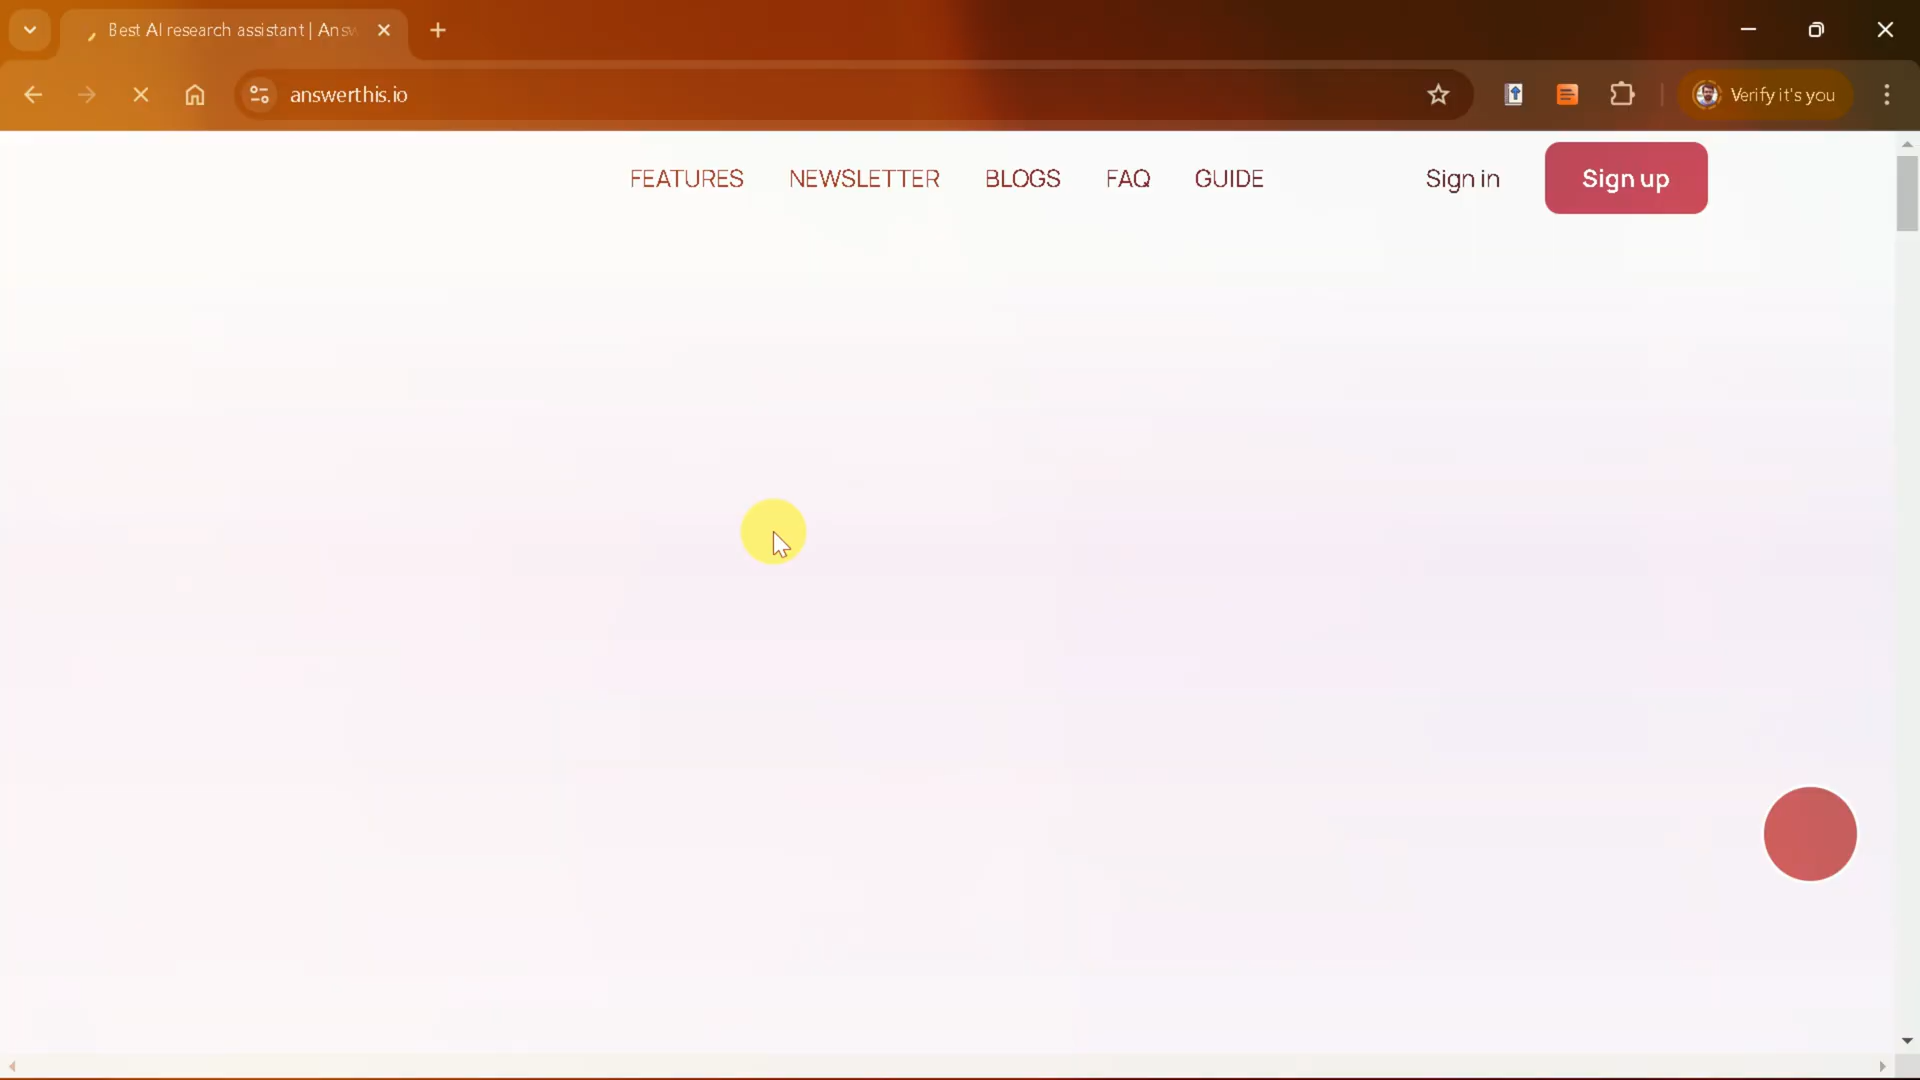 Best AI research assistant | Answ
answerthis.io
Verify it's you
FEATURES NEWSLETTER BLOGS FAQ GUIDE Sign in Sign up